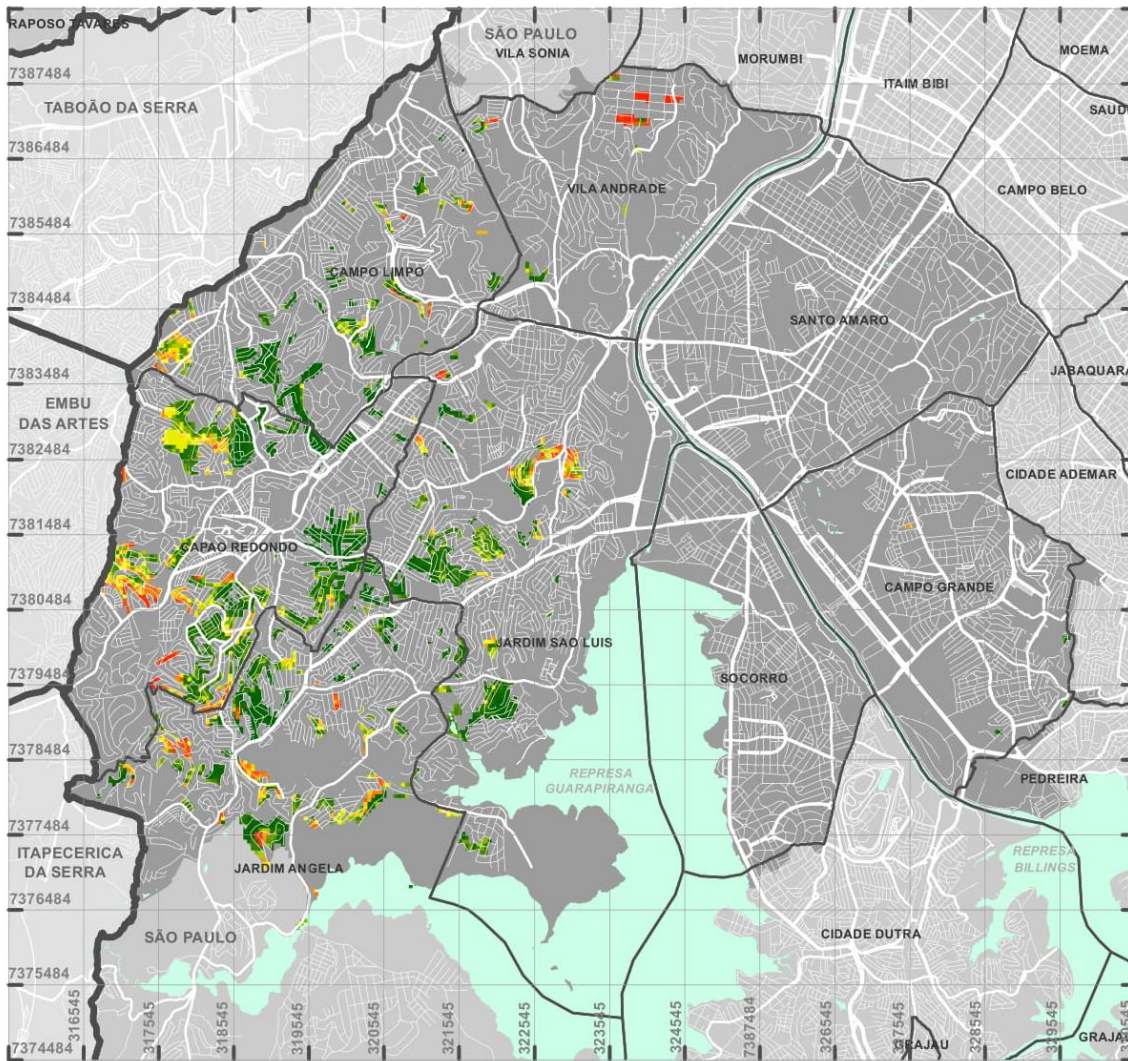 RAPOSO TAVARES
SÃO PAULO
VILA SONIA
MORUMBI
MOEMA
7387484
ITAIM BIBI
TABOÃO DA SERRA
7386484
VILA ANDRADE
CAMPO BELO
7385484
CAMPO LIMPO
7384484
SANTO AMARO
7383484
JABAQUARA
EMBU
DAS ARTES
7382484
CIDADE ADEMAR
7381484
CAPAO REDONDO
CAMPO GRANDE
7380484
JARDIM SAO LUIS
7379484
SOCORRO
7378484
REPRESA
GUARAPIRANGA
PEDREIRA
7377484
ITAPECERICA
DA SERRA
REPRESA
BILLINGS
JARDIM ANGELA
7376484
CIDADE DUTRA
SÃO PAULO
7375484
316545
317545
318545
319545
320545
321545
322545
323545
324545
7387484
326545
327545
328545
329545
7374484
GRAJAU
GRAJAU